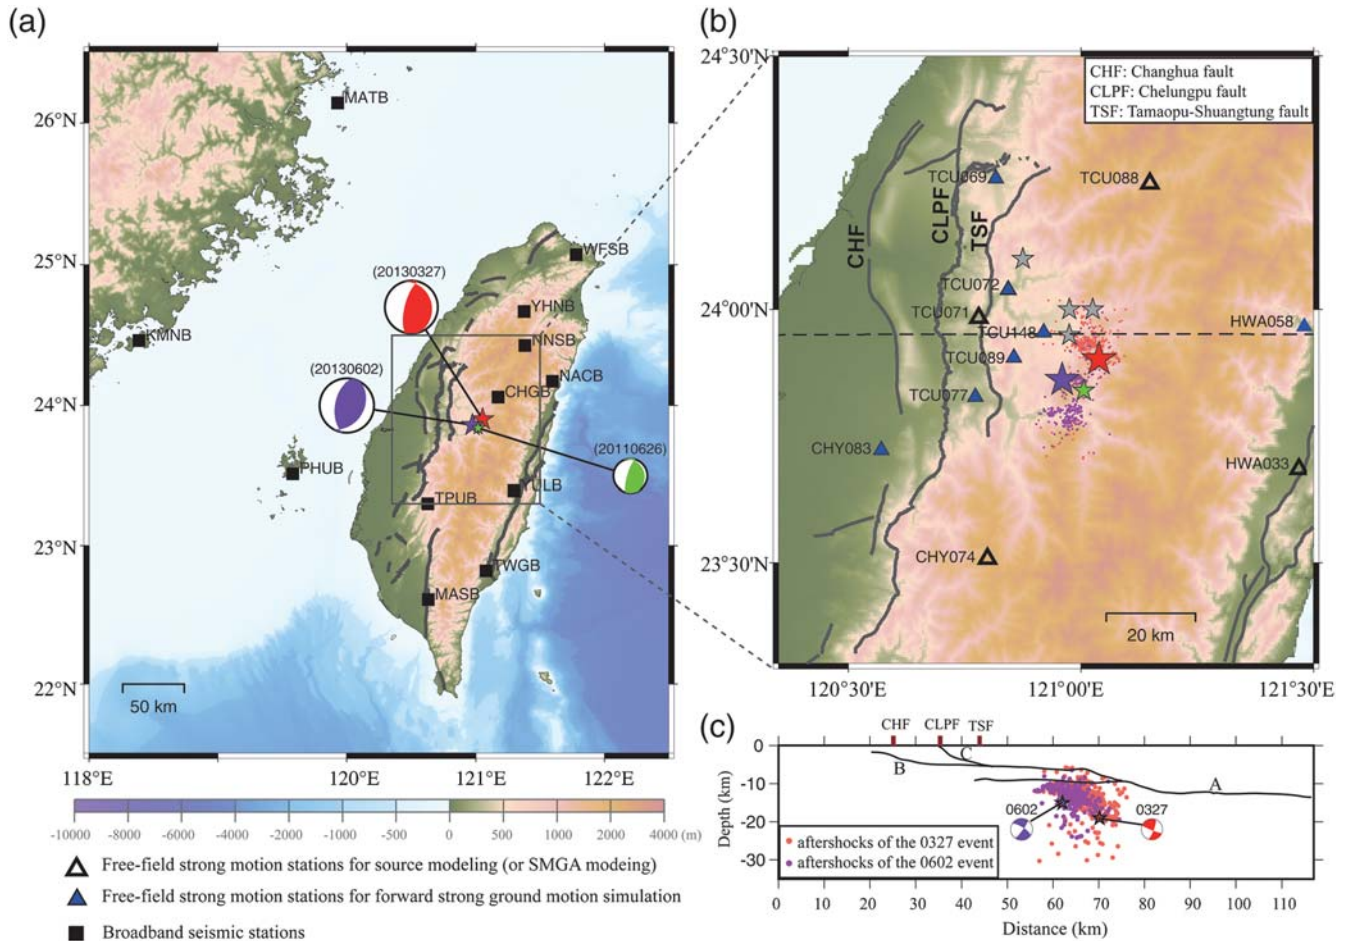 (a)
26°N
25°N
24°N
23°N
22°N
118°E
120°E
121°E
122°E
MATB
WFSB
(20130327)
YHNB
KMNB
NNSB
(20130602)
NACB
CHGB
(20110626)
PHUB
YULB
TPUB
TWGB
MASB
50 km
-10000 -8000 -6000 -4000 -2000 -500 0 500 1000 2000 4000 (m)
Free-field strong motion stations for source modeling (or SMGA modeing)
Free-field strong motion stations for forward strong ground motion simulation
Broadband seismic stations
(b)
24°30'N
24°00'N
23°30'N
120°30'E
121°00'E
121°30'E
CHF: Changhua fault
CLPF: Chelungpu fault
TSF: Tamaopu-Shuangtung fault
TCU069
TCU088
CHF
CLPF
TSF
TCU072
TCU071
TCU148
HWA058
TCU089
TCU077
CHY083
HWA033
CHY074
20 km
(c)
CHF CLPF TSF
0
-10
-20
-30
Depth (km)
B
C
A
0602
0327
aftershocks of the 0327 event
aftershocks of the 0602 event
0 10 20 30 40 50 60 70 80 90 100 110
Distance (km)